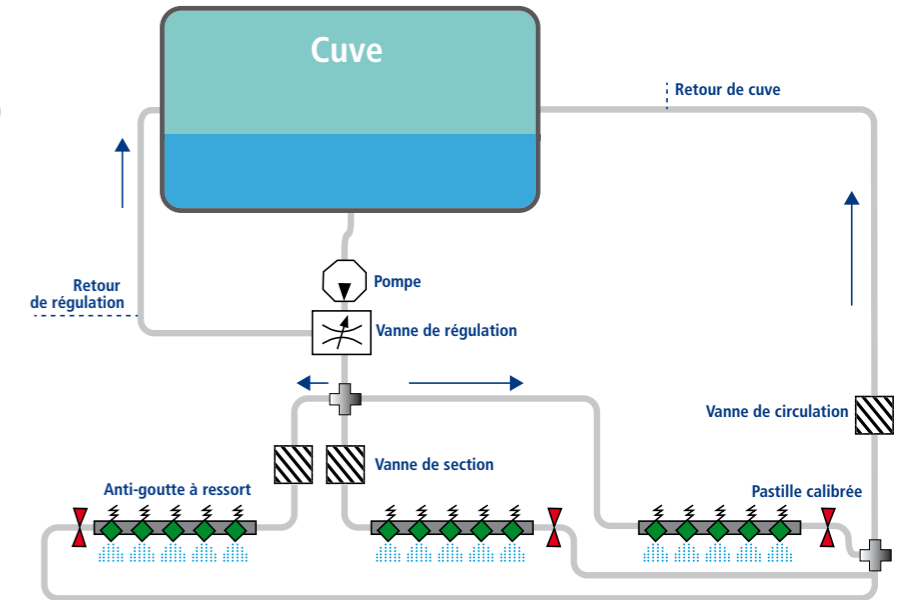 Cuve
Retour de cuve
Pompe
Retour
de régulation
Vanne de régulation
Vanne de circulation
Vanne de section
Anti-goutte à ressort
Pastille calibrée